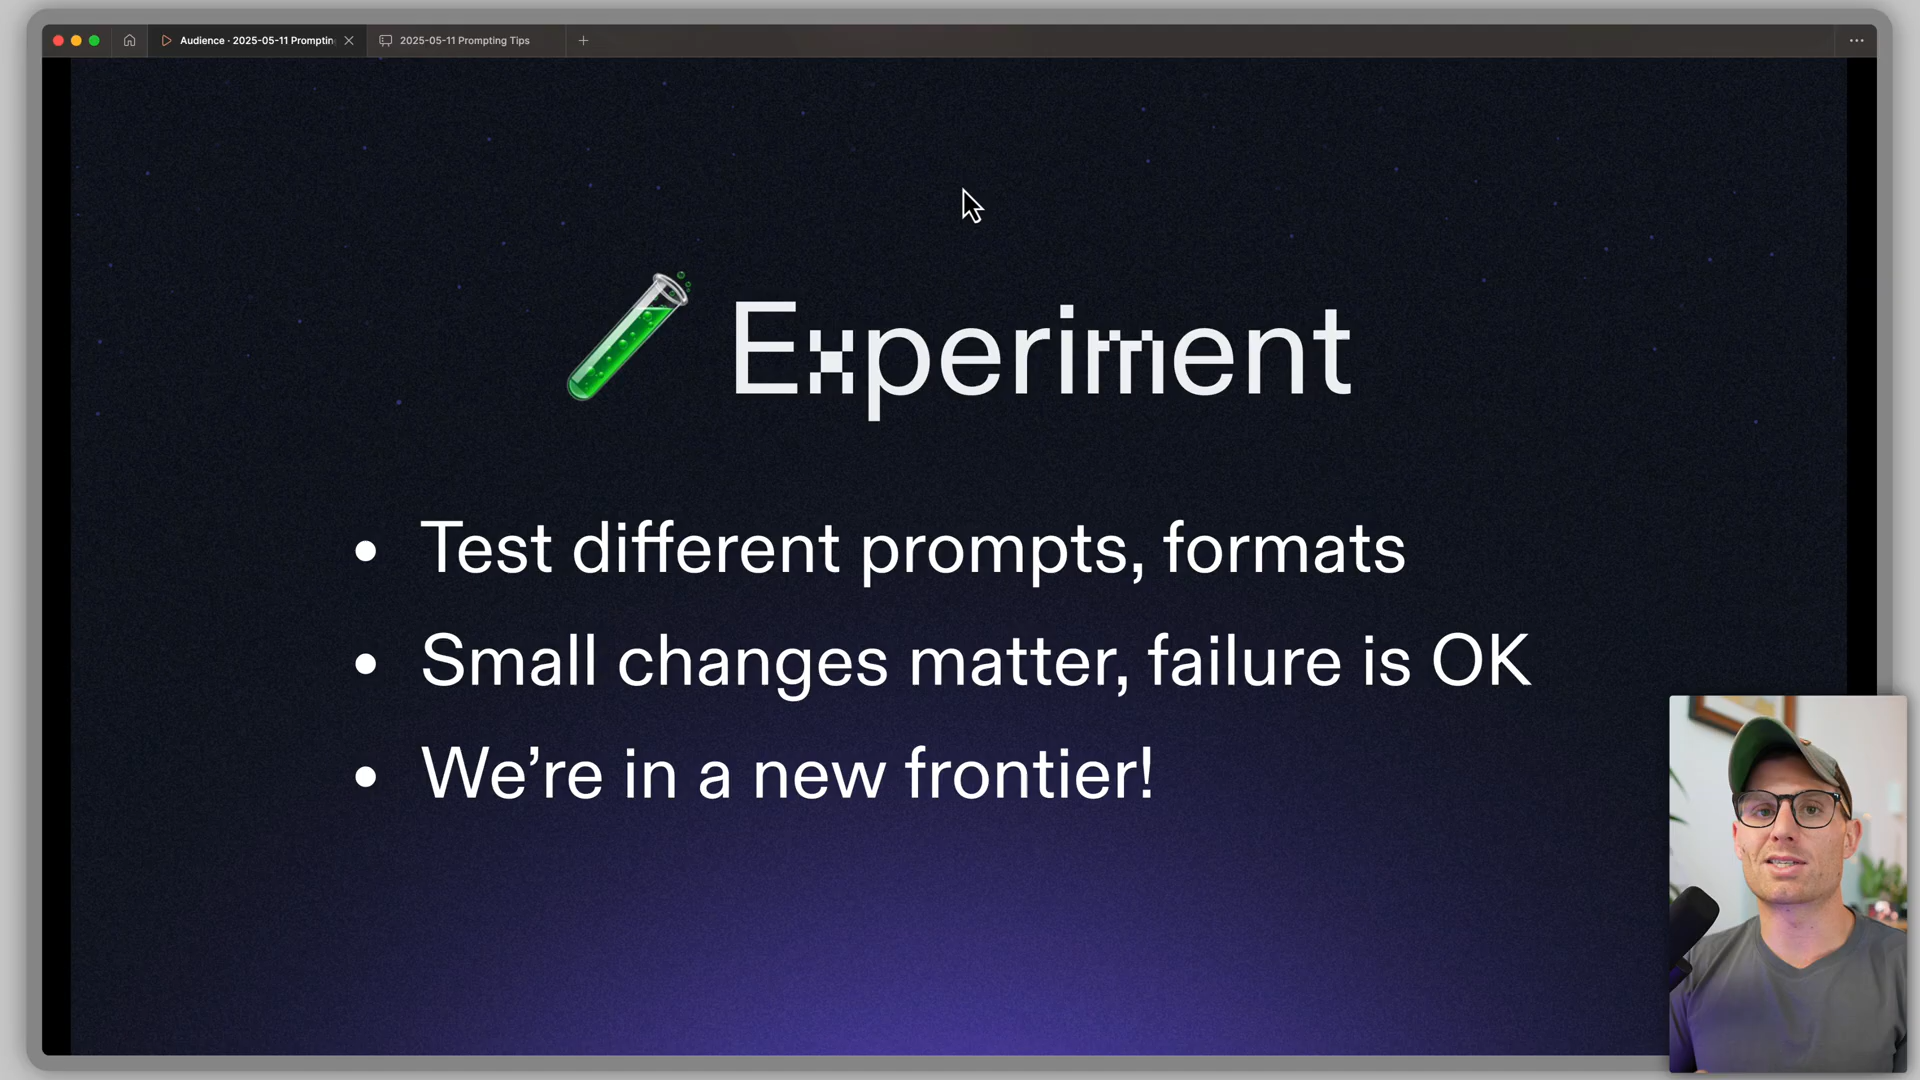 Audience · 2025-05-11 Promptin
2025-05-11 Prompting Tips
Experiment
• Test different prompts, formats
• Small changes matter, failure is OK
• We’re in a new frontier!